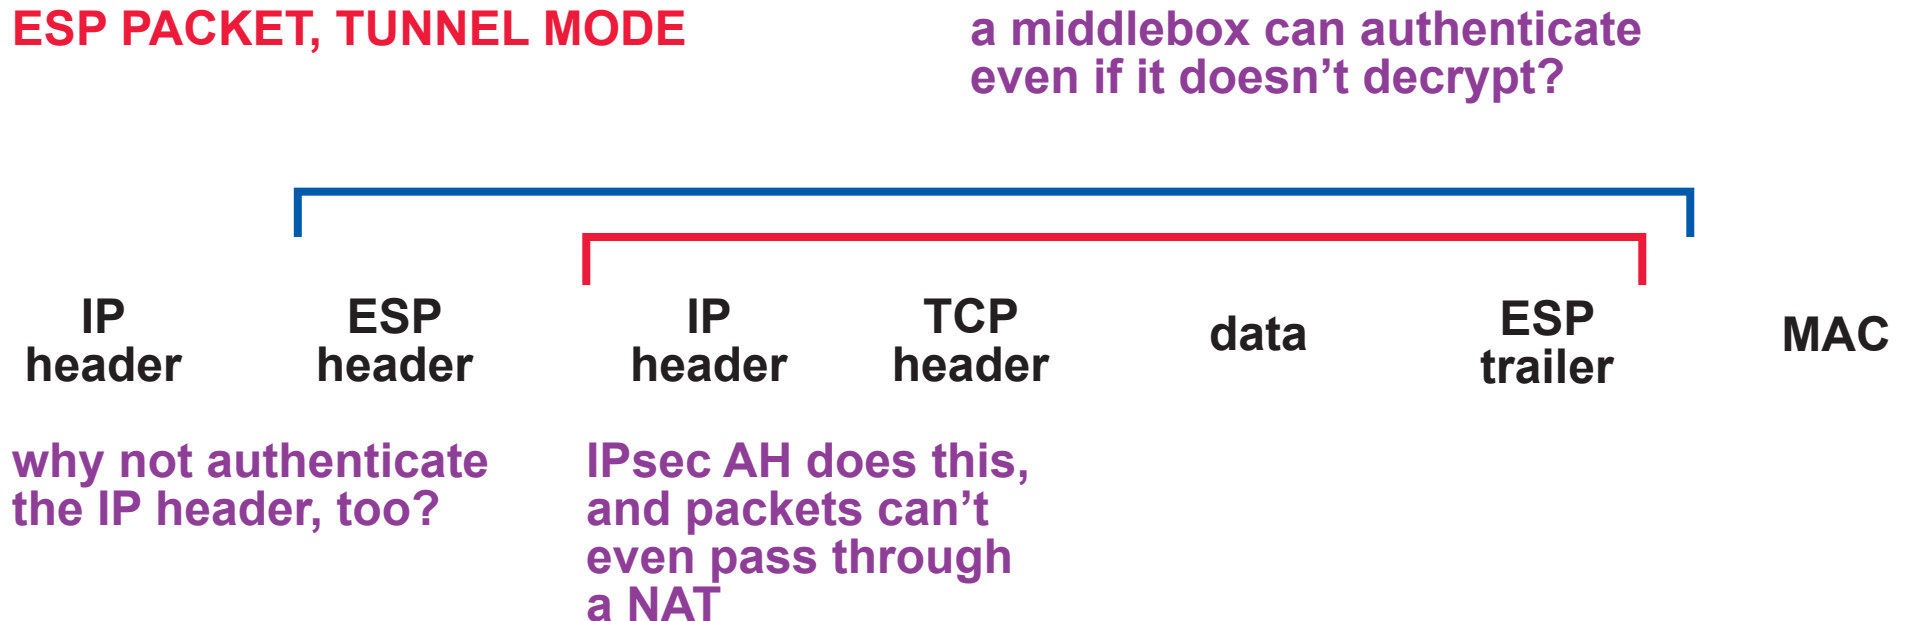 ESP PACKET, TUNNEL MODE
a middlebox can authenticate
even if it doesn’t decrypt?
IP
header
ESP
header
IP
header
TCP
header
data
ESP
trailer
MAC
why not authenticate
the IP header, too?
IPsec AH does this,
and packets can’t
even pass through
a NAT